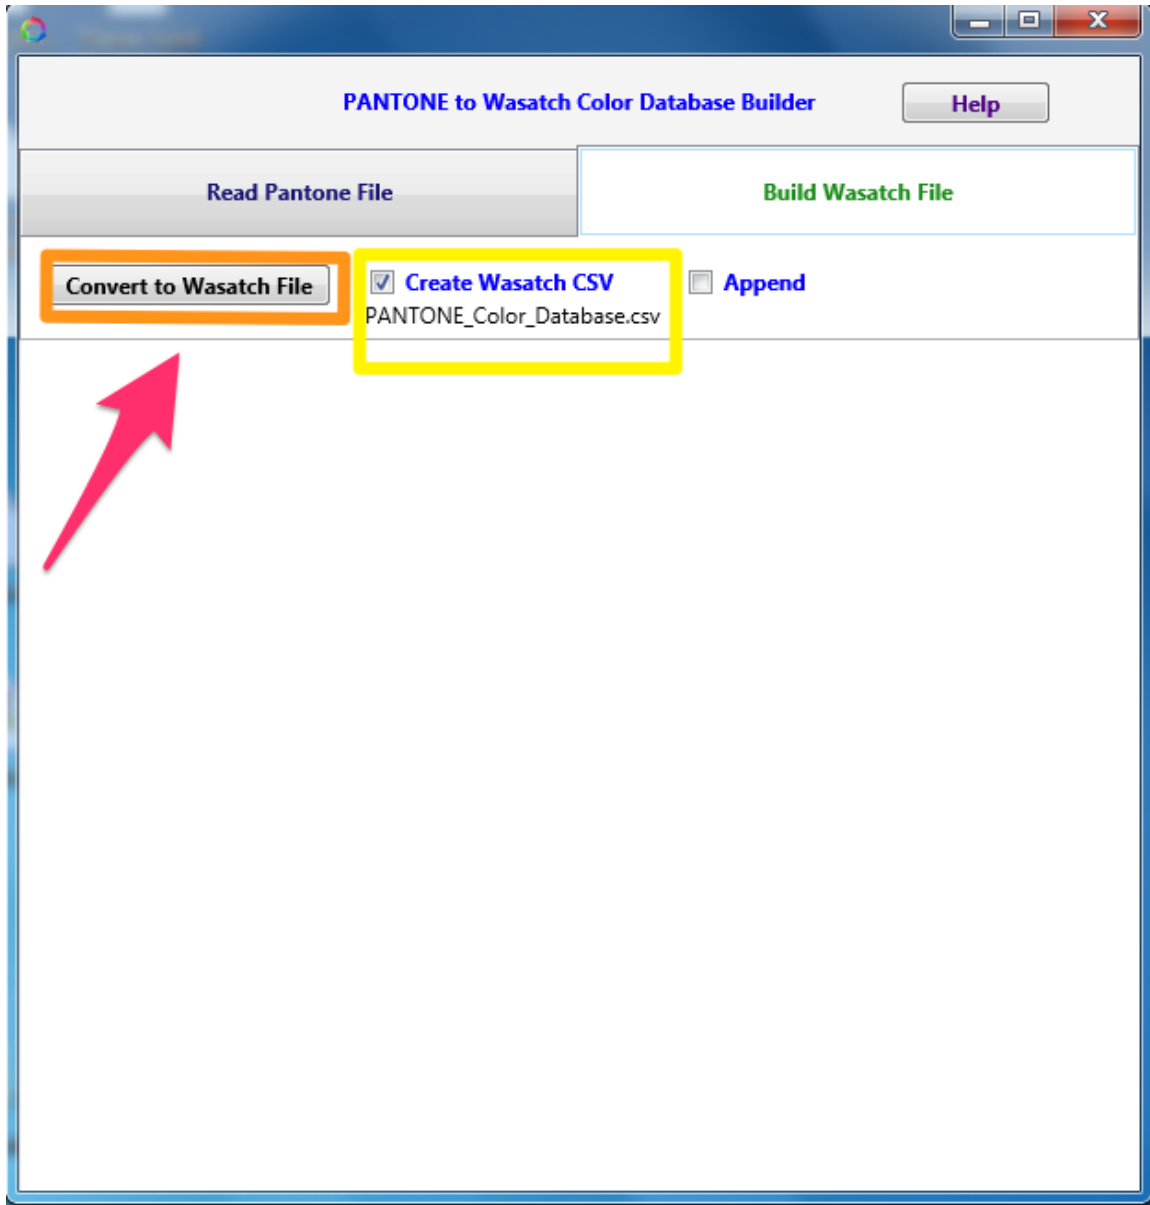 PANTONE to Wasatch Color Database Builder
Help
Read Pantone File
Build Wasatch File
Convert to Wasatch File
Create Wasatch CSV
Append
PANTONE_Color_Database.csv